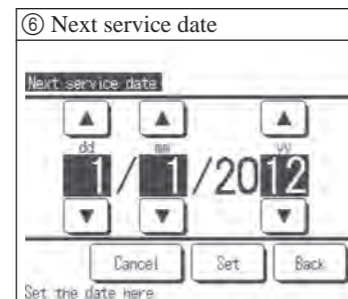 ⑥ Next service date
Next service date
▲ ▲ ▲
dd mm yy
1 / 1 /2012
▼ ▼ ▼
Cancel Set Back
Set the date here